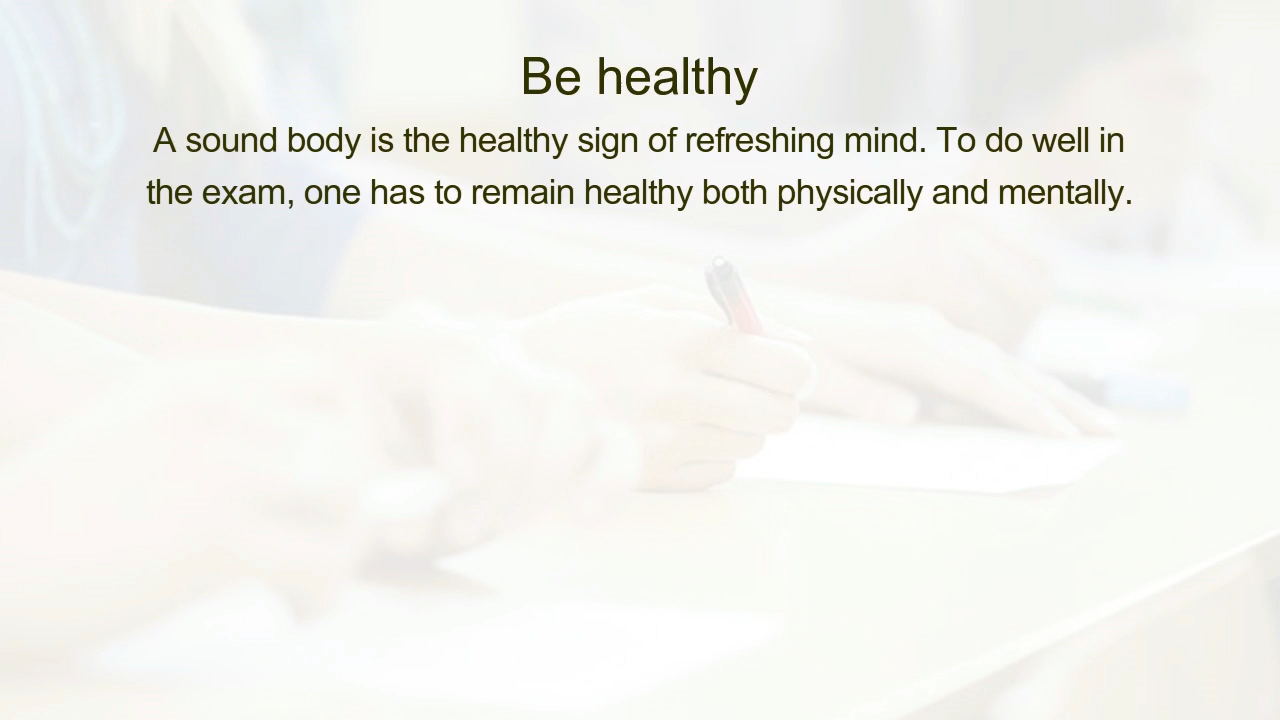 Be healthy
A sound body is the healthy sign of refreshing mind. To do well in
the exam, one has to remain healthy both physically and mentally.